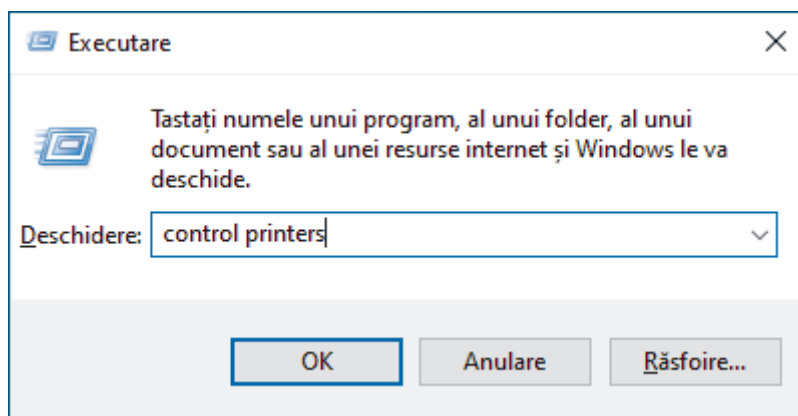 Executare
Tastați numele unui program, al unui folder, al unui
document sau al unei resurse internet și Windows le va
deschide.
Deschidere: control printers
OK Anulare Răsfoire...